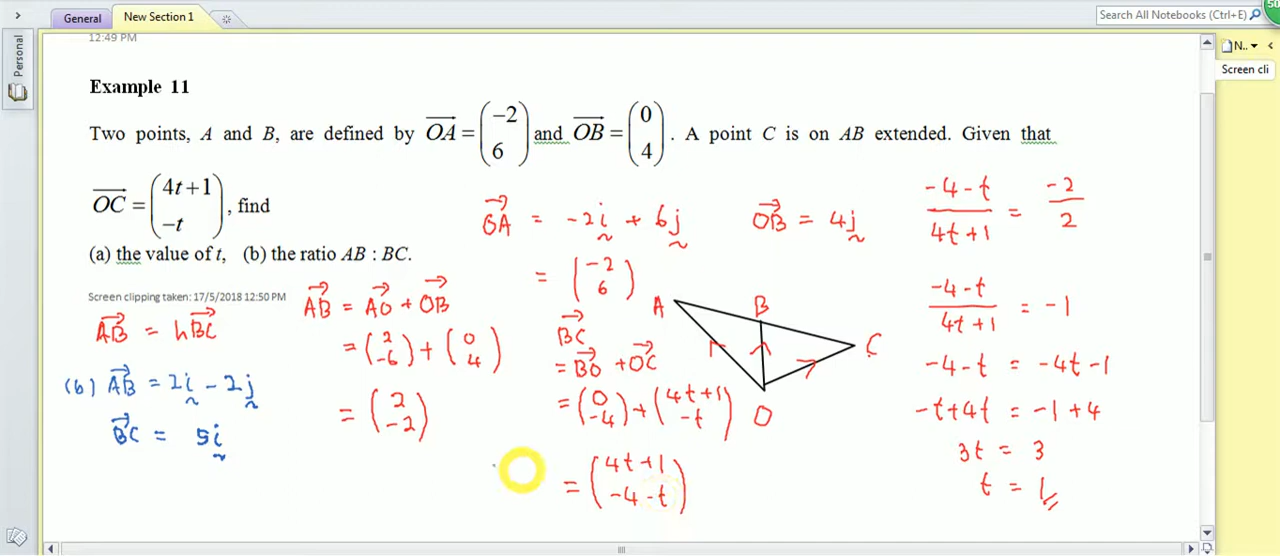 General
New Section 1
Search All Notebooks (Ctrl+E)
50
Personal
N..
Screen cli
12:49 PM
Example 11
Two points, A and B, are defined by OA→ = (−2 6) and OB→ = (0 4). A point C is on AB extended. Given that
OC→ = (4t+1 −t), find
(a) the value of t, (b) the ratio AB : BC.
Screen clipping taken: 17/5/2018 12:50 PM
AB→ = hBC→
(b) AB→ = 2i − 2j
BC→ = 5i
AB→ = AO→ + OB→
= (2 −6) + (0 4)
= (2 −2)
OA→ = −2i + 6j
= (−2 6)
OB→ = 4j
A
B
C
O
BC→
= BO→ + OC→
= (0 −4) + (4t+1 −t)
= (4t+1 −4−t)
(−4−t)/(4t+1) = −2/2
(−4−t)/(4t+1) = −1
−4−t = −4t−1
−t+4t = −1+4
3t = 3
t = 1